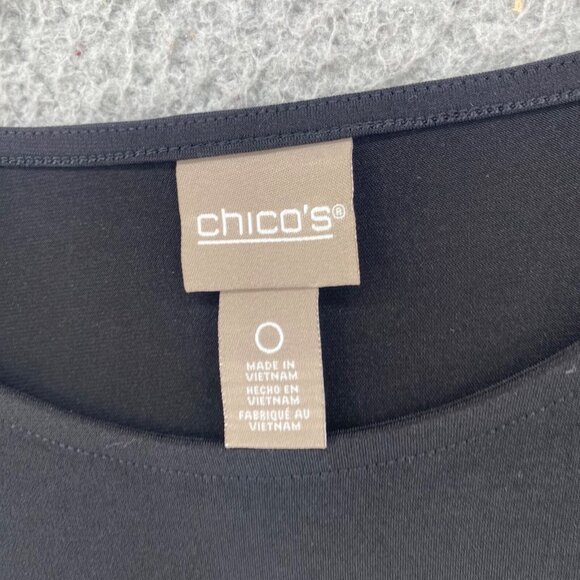 chico's®
0
MADE IN
VIETNAM
HECHO EN
VIETNAM
FABRIQUÉ AU
VIETNAM